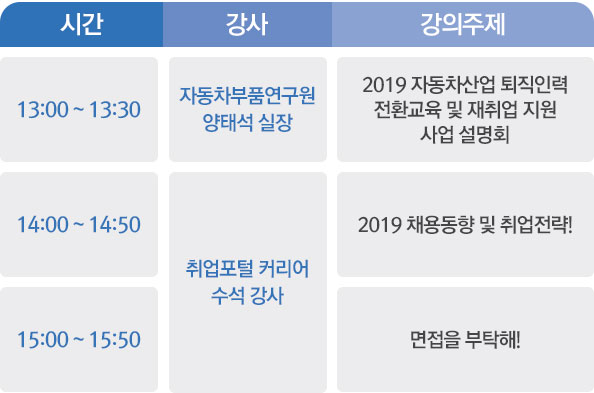 시간 강사 강의주제
13:00 ~ 13:30
자동차부품연구원
양태석 실장
2019 자동차산업 퇴직인력
전환교육 및 재취업 지원
사업 설명회
14:00 ~ 14:50
취업포털 커리어
수석 강사
2019 채용동향 및 취업전략!
15:00 ~ 15:50
면접을 부탁해!